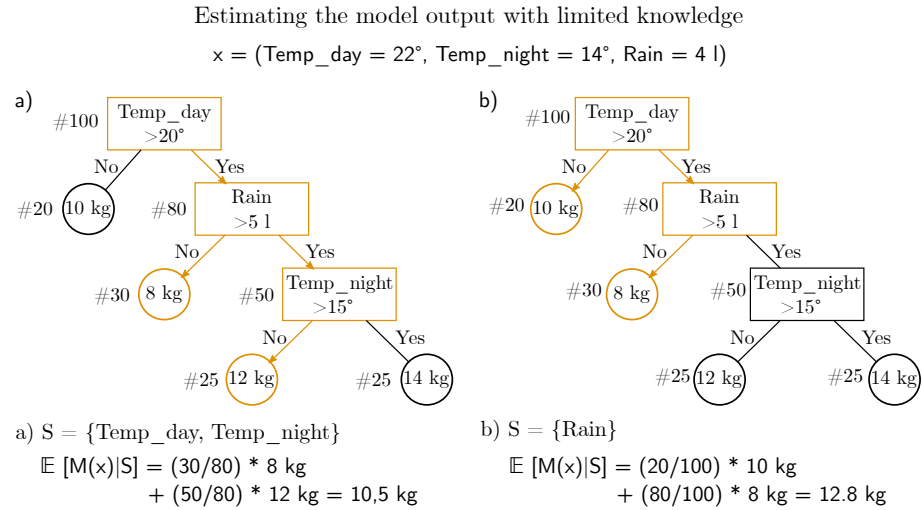 Estimating the model output with limited knowledge
x = (Temp_day = 22°, Temp_night = 14°, Rain = 4 l)
a)
#100
Temp_day
>20°
No
Yes
#20
10 kg
#80
Rain
>5 l
No
Yes
#30
8 kg
#50
Temp_night
>15°
No
Yes
#25
12 kg
#25
14 kg
b)
#100
Temp_day
>20°
No
Yes
#20
10 kg
#80
Rain
>5 l
No
Yes
#30
8 kg
#50
Temp_night
>15°
No
Yes
#25
12 kg
#25
14 kg
a) S = {Temp_day, Temp_night}
𝔼 [M(x)|S] = (30/80) * 8 kg
+ (50/80) * 12 kg = 10,5 kg
b) S = {Rain}
𝔼 [M(x)|S] = (20/100) * 10 kg
+ (80/100) * 8 kg = 12.8 kg